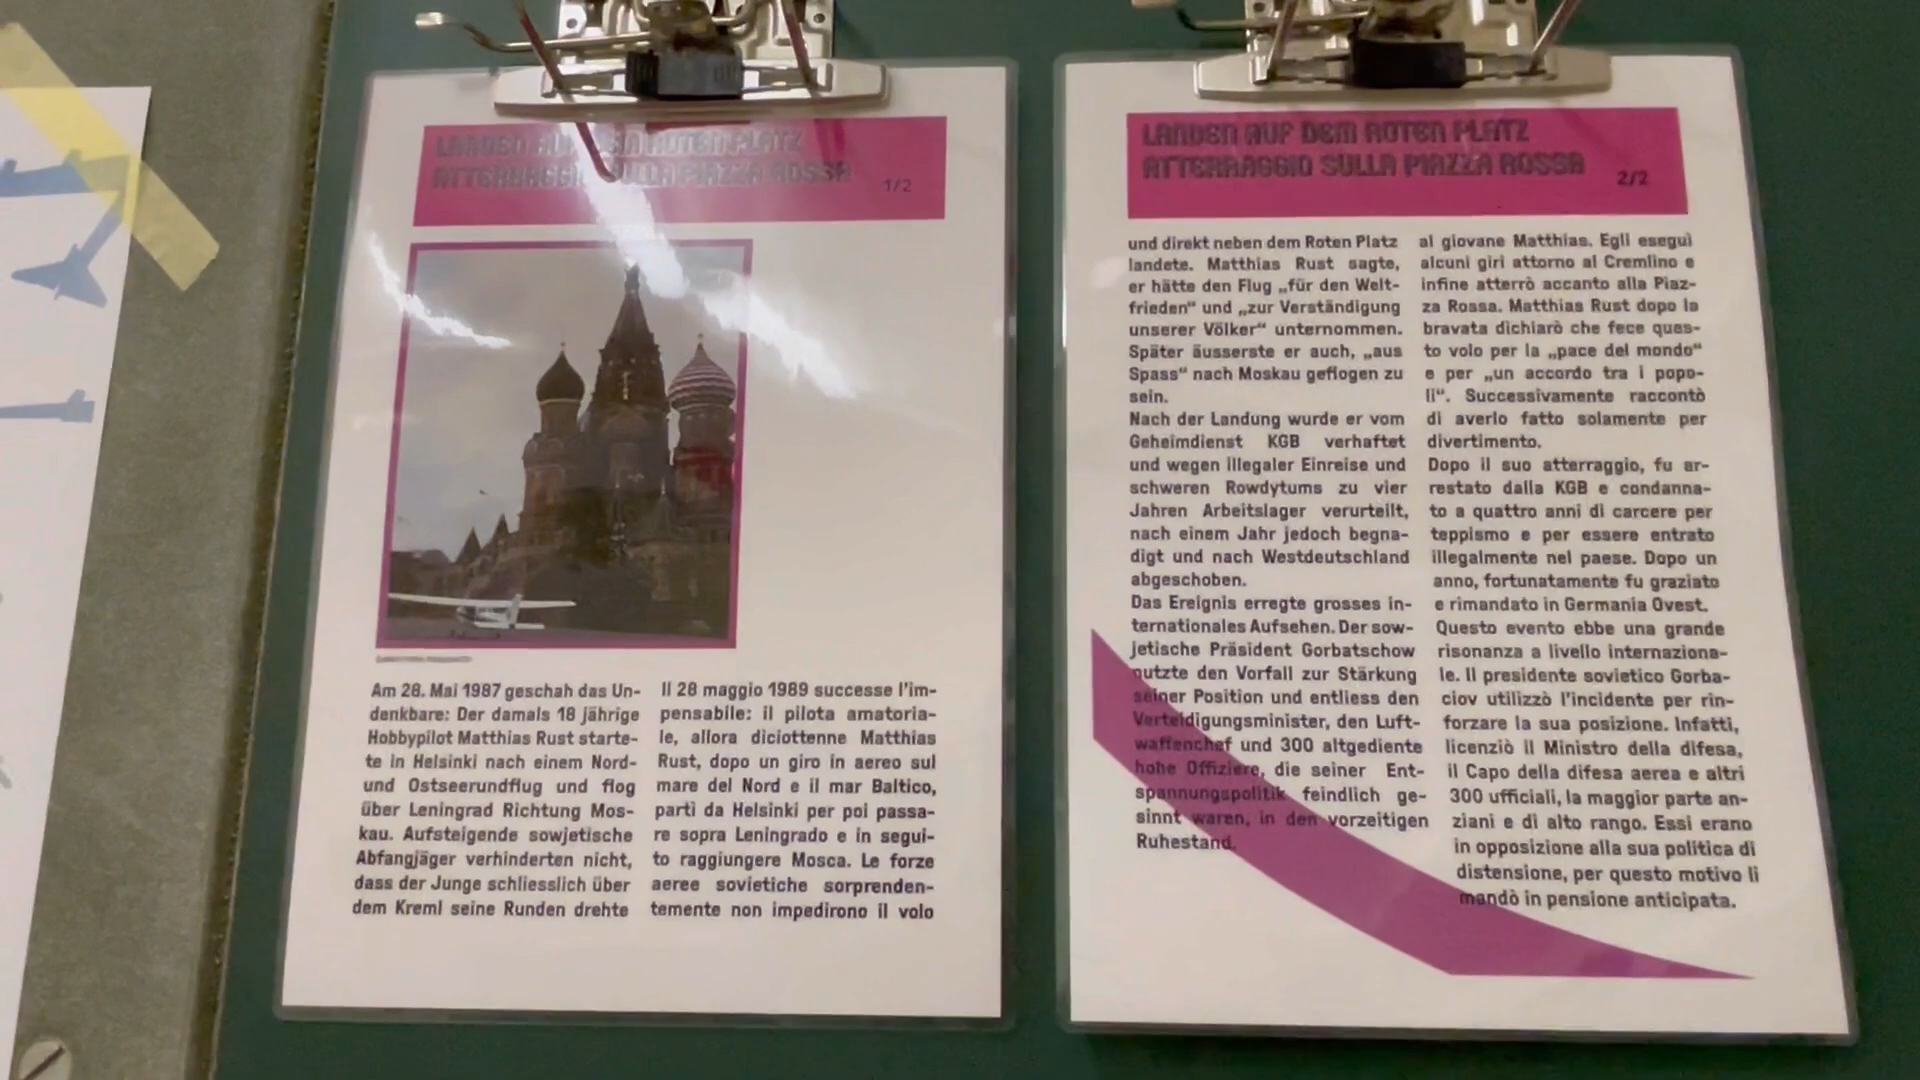 LANDEN AUF DEM ROTEN PLATZ
ATTERRAGGIO SULLA PIAZZA ROSSA
1/2
Am 28. Mai 1987 geschah das Un-
denkbare: Der damals 18 jährige
Hobbypilot Matthias Rust starte-
te in Helsinki nach einem Nord-
und Ostseerundflug und flog
über Leningrad Richtung Mos-
kau. Aufsteigende sowjetische
Abfangjäger verhinderten nicht,
dass der Junge schliesslich über
dem Kreml seine Runden drehte
Il 28 maggio 1989 successe l'im-
pensabile: il pilota amatoria-
le, allora diciottenne Matthias
Rust, dopo un giro in aereo sul
mare del Nord e il mar Baltico,
partì da Helsinki per poi passa-
re sopra Leningrado e in segui-
to raggiungere Mosca. Le forze
aeree sovietiche sorprenden-
temente non impedirono il volo
LANDEN AUF DEM ROTEN PLATZ
ATTERRAGGIO SULLA PIAZZA ROSSA
2/2
und direkt neben dem Roten Platz
landete. Matthias Rust sagte,
er hätte den Flug „für den Welt-
frieden“ und „zur Verständigung
unserer Völker“ unternommen.
Später äusserste er auch, „aus
Spass“ nach Moskau geflogen zu
sein.
Nach der Landung wurde er vom
Geheimdienst KGB verhaftet
und wegen illegaler Einreise und
schweren Rowdytums zu vier
Jahren Arbeitslager verurteilt,
nach einem Jahr jedoch begna-
digt und nach Westdeutschland
abgeschoben.
Das Ereignis erregte grosses in-
ternationales Aufsehen. Der sow-
jetische Präsident Gorbatschow
nutzte den Vorfall zur Stärkung
seiner Position und entliess den
Verteidigungsminister, den Luft-
waffenchef und 300 altgediente
hohe Offiziere, die seiner Ent-
spannungspolitik feindlich ge-
sinnt waren, in den vorzeitigen
Ruhestand.
al giovane Matthias. Egli eseguì
alcuni giri attorno al Cremlino e
infine atterrò accanto alla Piaz-
za Rossa. Matthias Rust dopo la
bravata dichiarò che fece ques-
to volo per la „pace del mondo“
e per „un accordo tra i popo-
li“. Successivamente raccontò
di averlo fatto solamente per
divertimento.
Dopo il suo atterraggio, fu ar-
restato dalla KGB e condanna-
to a quattro anni di carcere per
teppismo e per essere entrato
illegalmente nel paese. Dopo un
anno, fortunatamente fu graziato
e rimandato in Germania Ovest.
Questo evento ebbe una grande
risonanza a livello internaziona-
le. Il presidente sovietico Gorba-
ciov utilizzò l'incidente per rin-
forzare la sua posizione. Infatti,
licenziò il Ministro della difesa,
il Capo della difesa aerea e altri
300 ufficiali, la maggior parte an-
ziani e di alto rango. Essi erano
in opposizione alla sua politica di
distensione, per questo motivo li
mandò in pensione anticipata.